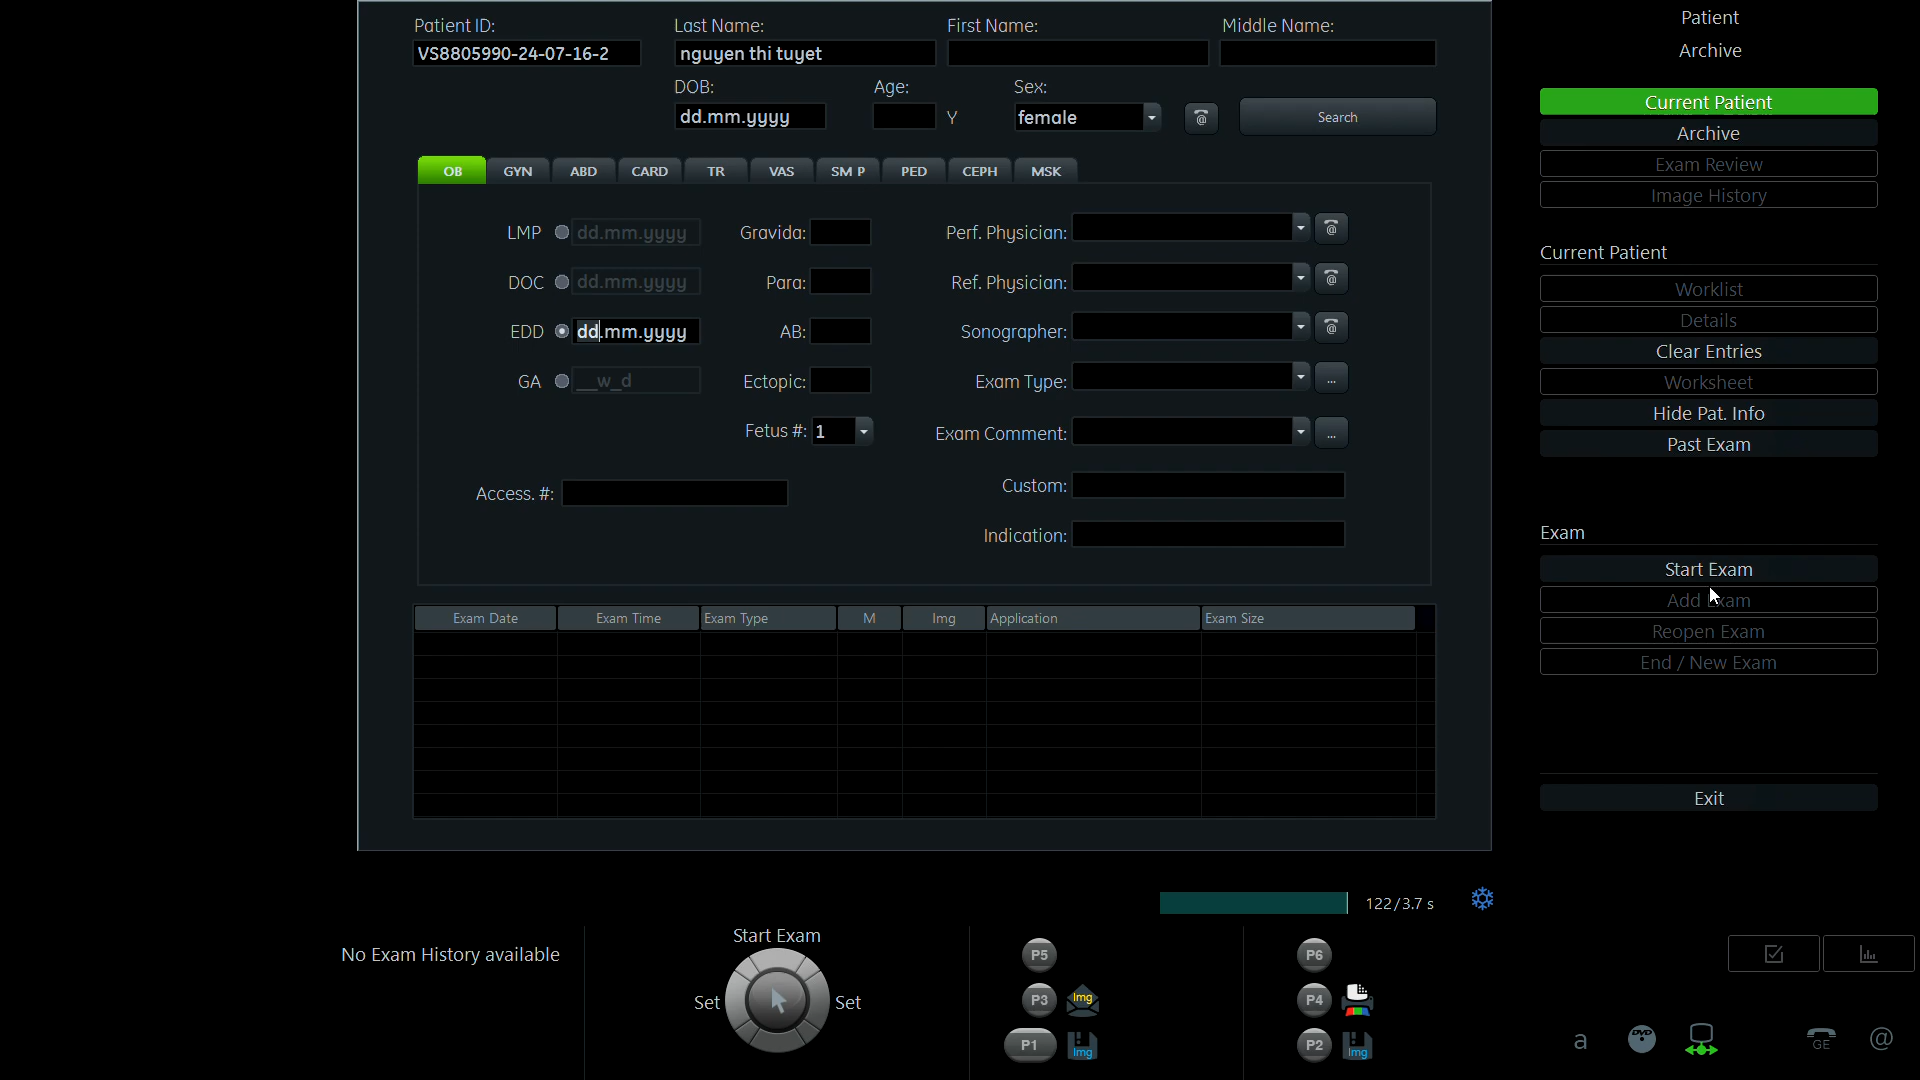 Patient ID: Last Name: First Name: Middle Name:
VS8805990-24-07-16-2 nguyen thi tuyet
DOB: Age: Sex:
dd.mm.yyyy Y female @ Search
OB GYN ABD CARD TR VAS SM P PED CEPH MSK
LMP dd.mm.yyyy Gravida: Perf. Physician: @
DOC dd.mm.yyyy Para: Ref. Physician: @
EDD dd.mm.yyyy AB: Sonographer: @
GA __w_d Ectopic: Exam Type: ...
Fetus #: 1 Exam Comment: ...
Access. #: Custom:
Indication:
Exam Date Exam Time Exam Type M Img Application Exam Size
Patient
Archive
Current Patient
Archive
Exam Review
Image History
Current Patient
Worklist
Details
Clear Entries
Worksheet
Hide Pat. Info
Past Exam
Exam
Start Exam
Add Exam
Reopen Exam
End / New Exam
Exit
122/3.7 s
No Exam History available
Start Exam
Set Set
P5 P6
P3 Img P4
P1 Img P2 Img
a DVD GE @